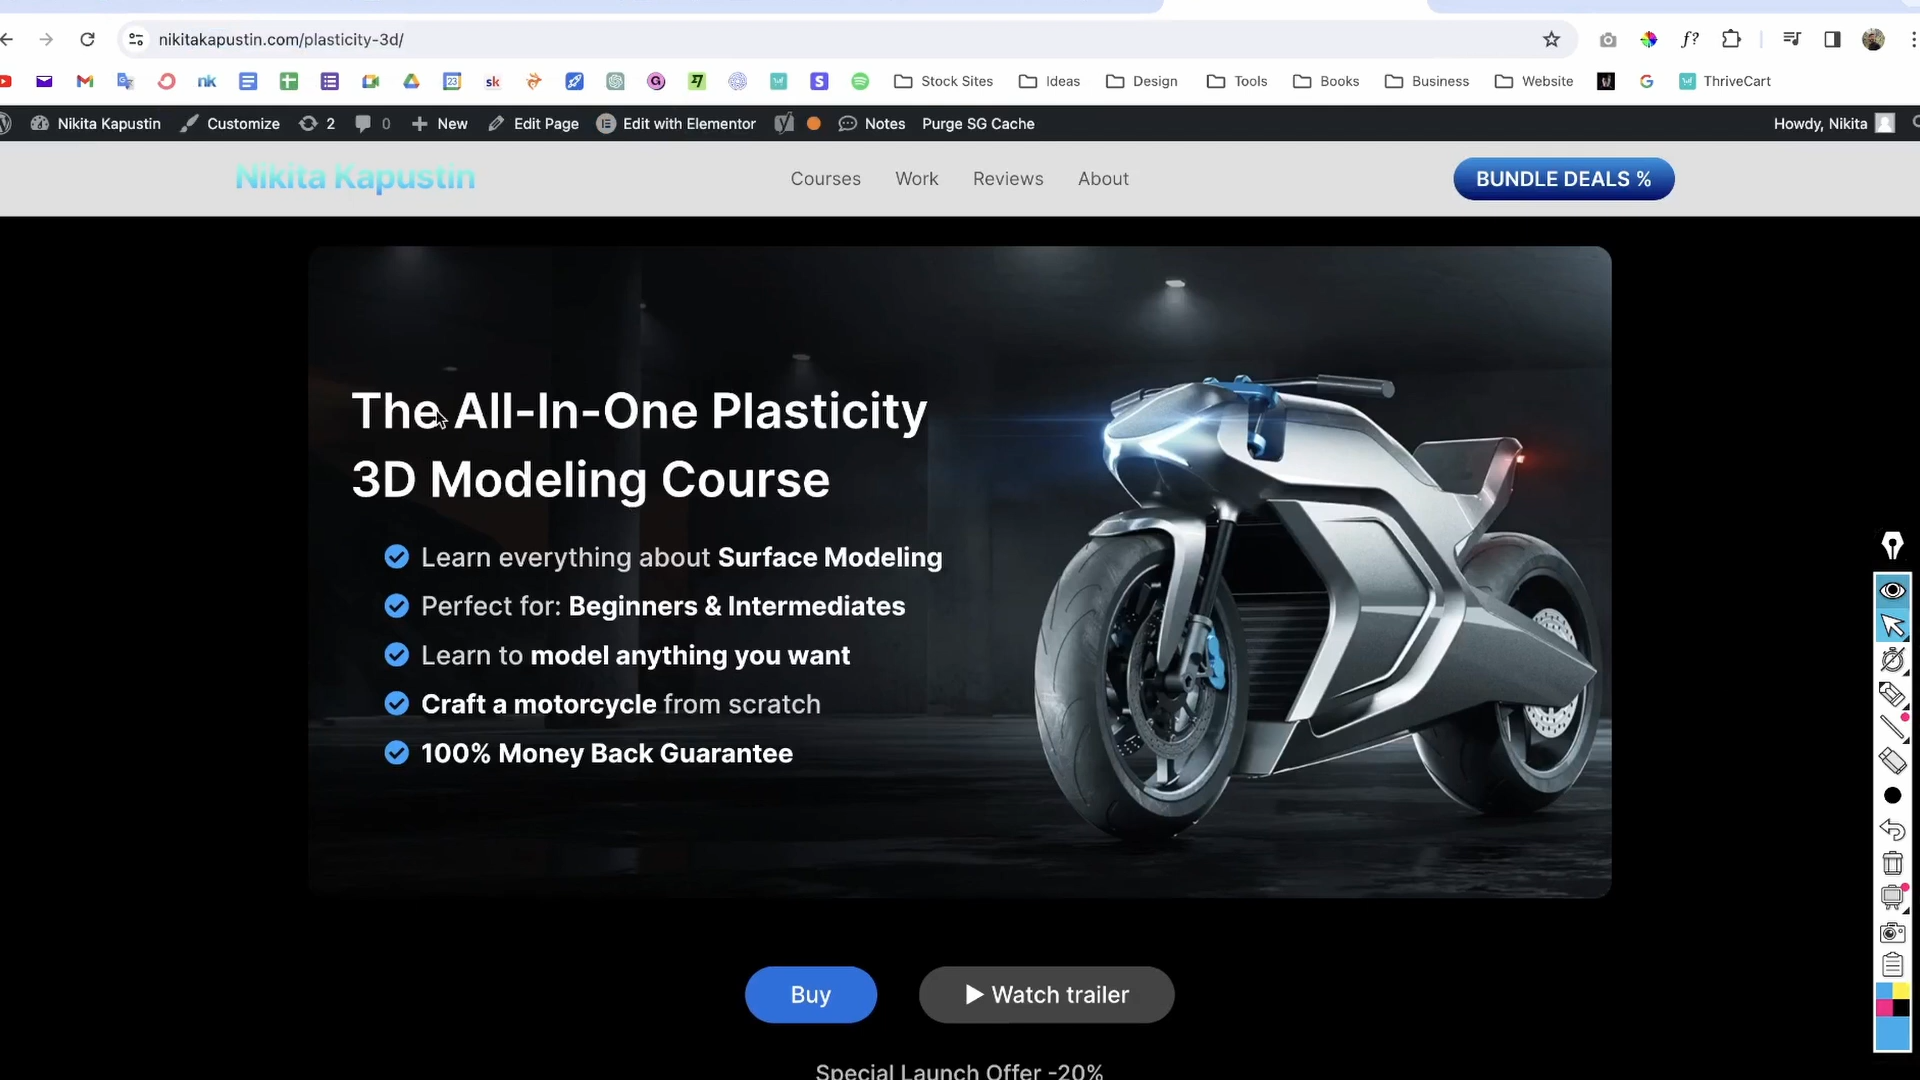 nikitakapustin.com/plasticity-3d/
f?
nk
23
sk
G
S
Stock Sites
Ideas
Design
Tools
Books
Business
Website
G
ThriveCart
Nikita Kapustin
Customize
2
0
New
Edit Page
Edit with Elementor
Notes
Purge SG Cache
Howdy, Nikita
Nikita Kapustin
Courses
Work
Reviews
About
BUNDLE DEALS %
The All-In-One Plasticity
3D Modeling Course
Learn everything about Surface Modeling
Perfect for: Beginners & Intermediates
Learn to model anything you want
Craft a motorcycle from scratch
100% Money Back Guarantee
Buy
Watch trailer
Special Launch Offer -20%